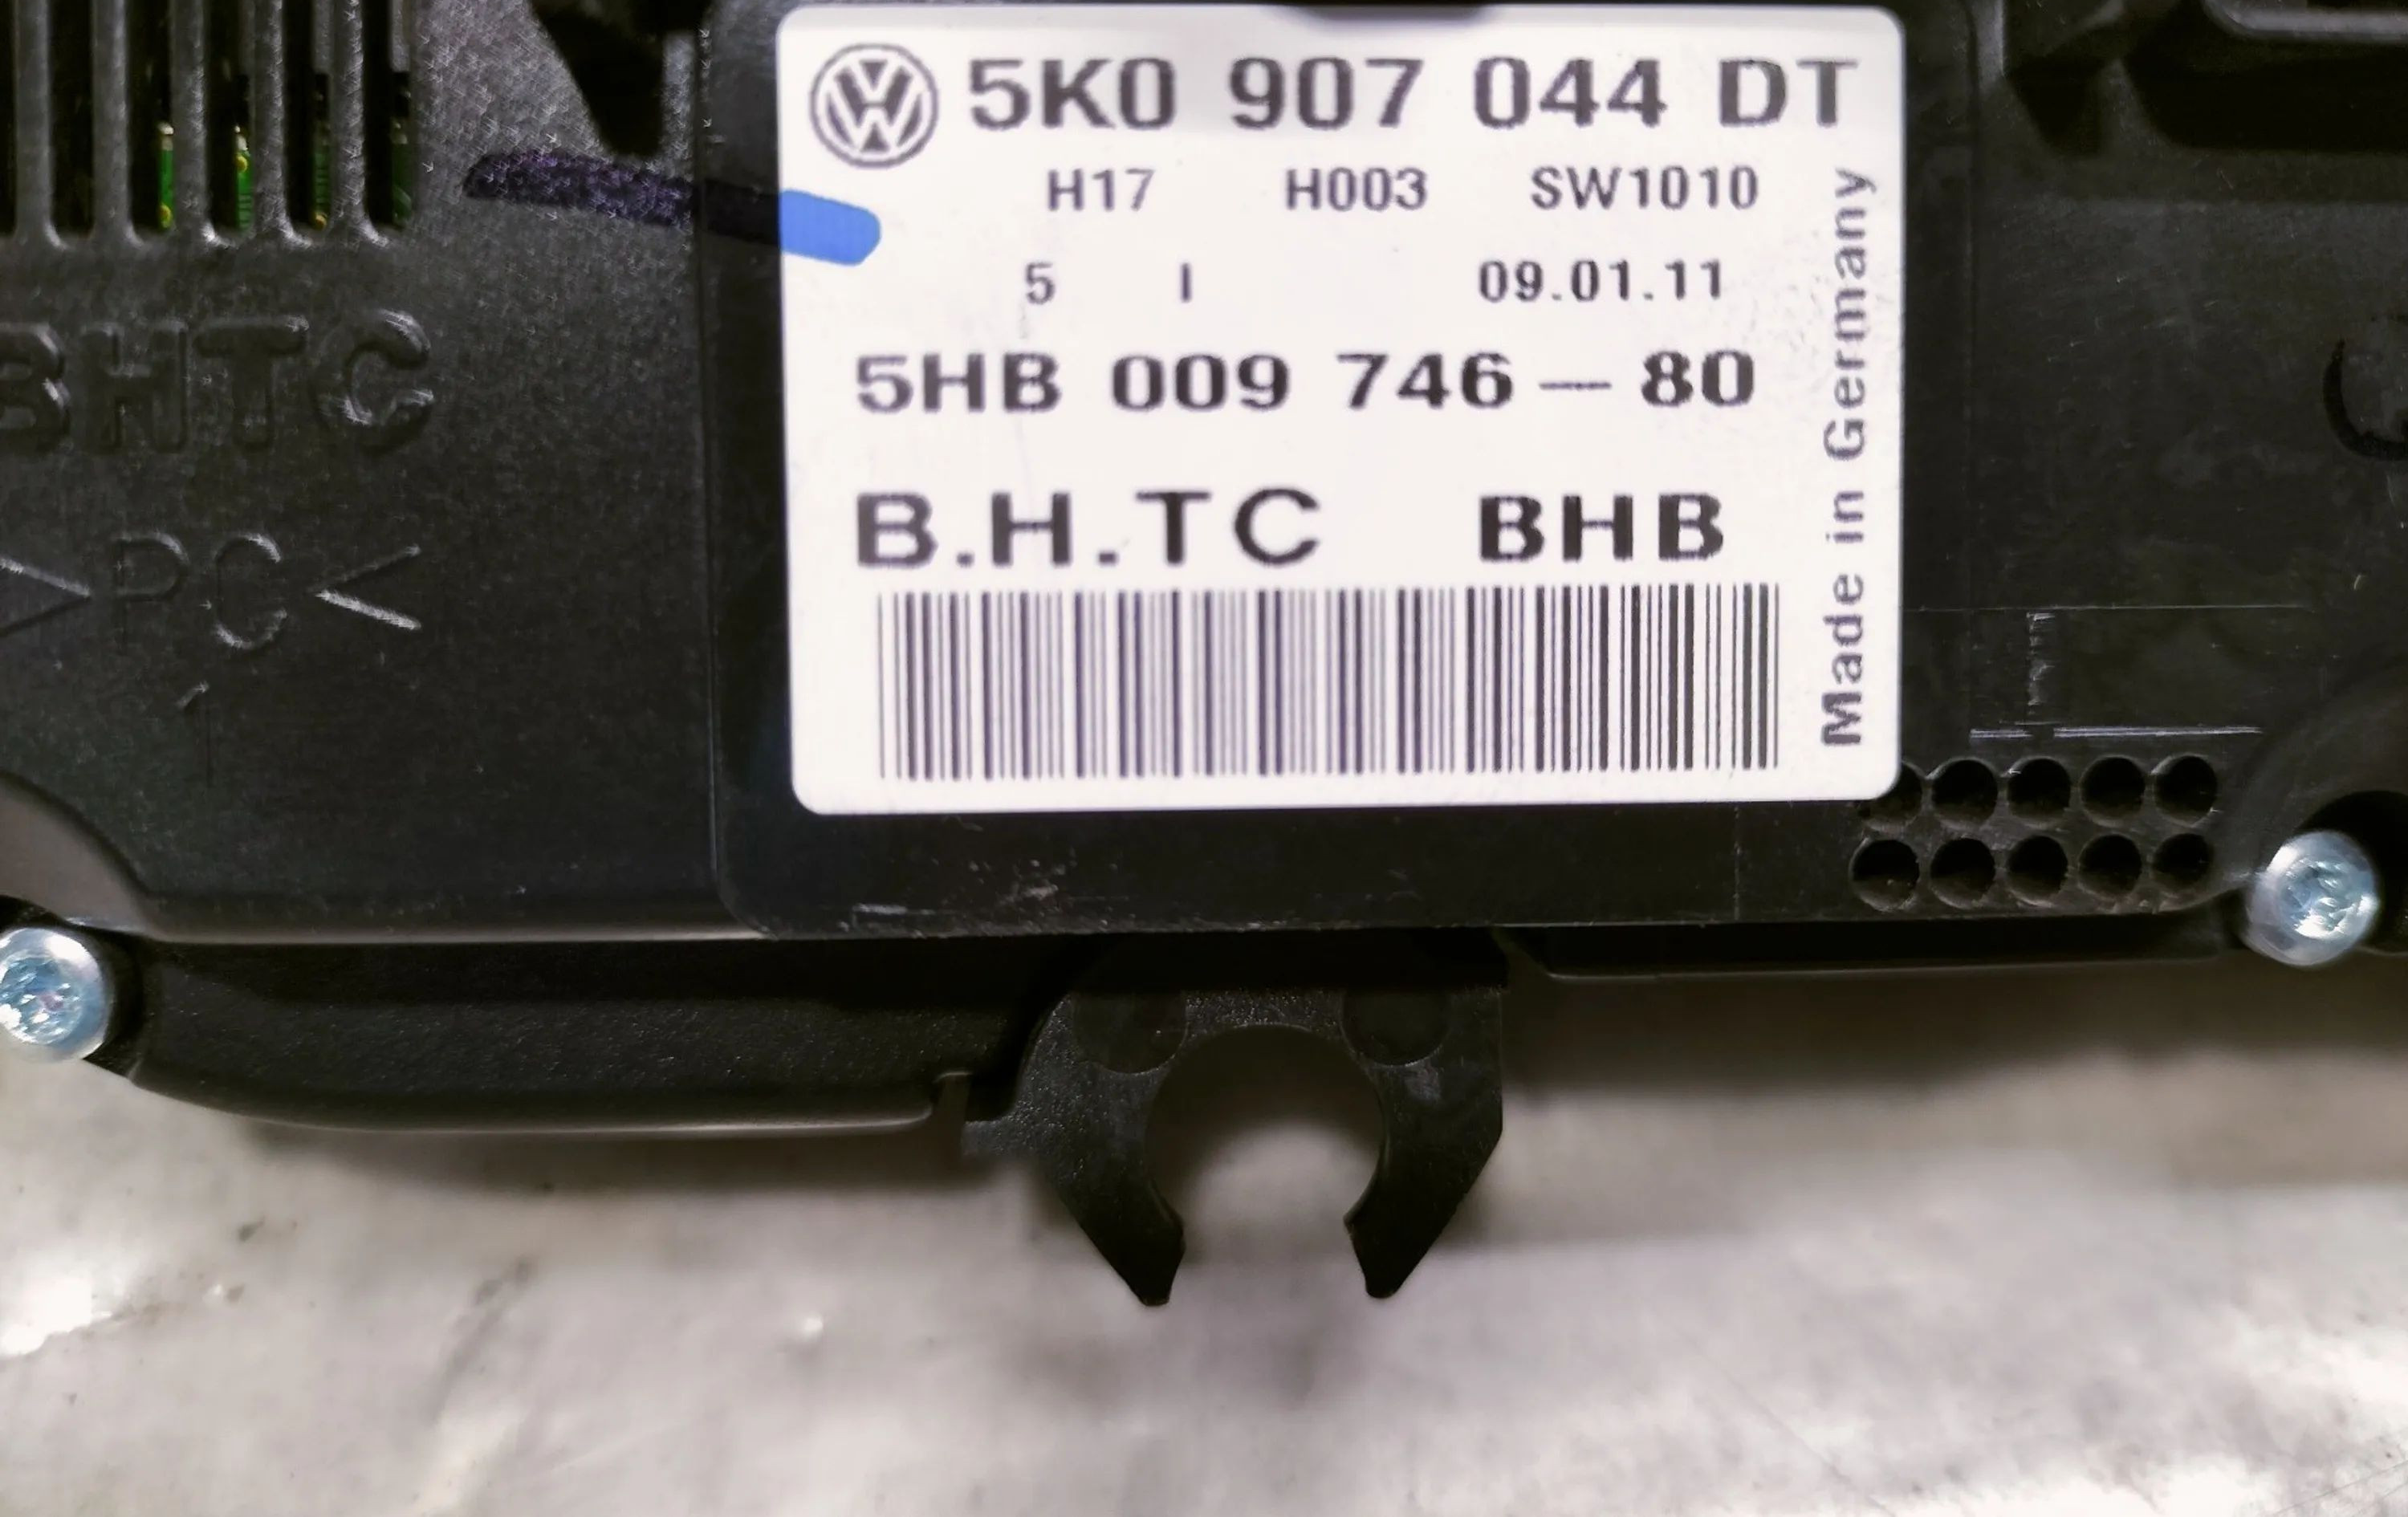 5K0 907 044 DT
H17 H003 SW1010
5 I 09.01.11
5HB 009 746 — 80
B.H.TC BHB
Made in Germany
BHTC
>PC<